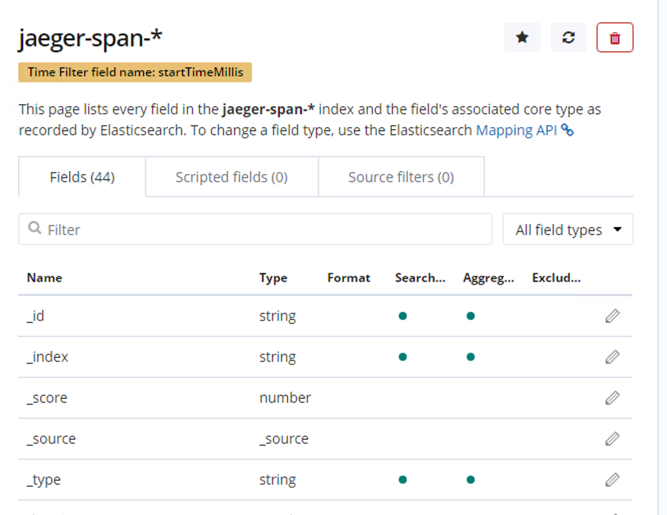 jaeger-span-*
Time Filter field name: startTimeMillis
This page lists every field in the jaeger-span-* index and the field's associated core type as
recorded by Elasticsearch. To change a field type, use the Elasticsearch Mapping API
Fields (44) Scripted fields (0) Source filters (0)
Filter All field types
Name Type Format Search... Aggreg... Exclud...
_id string
_index string
_score number
_source _source
_type string